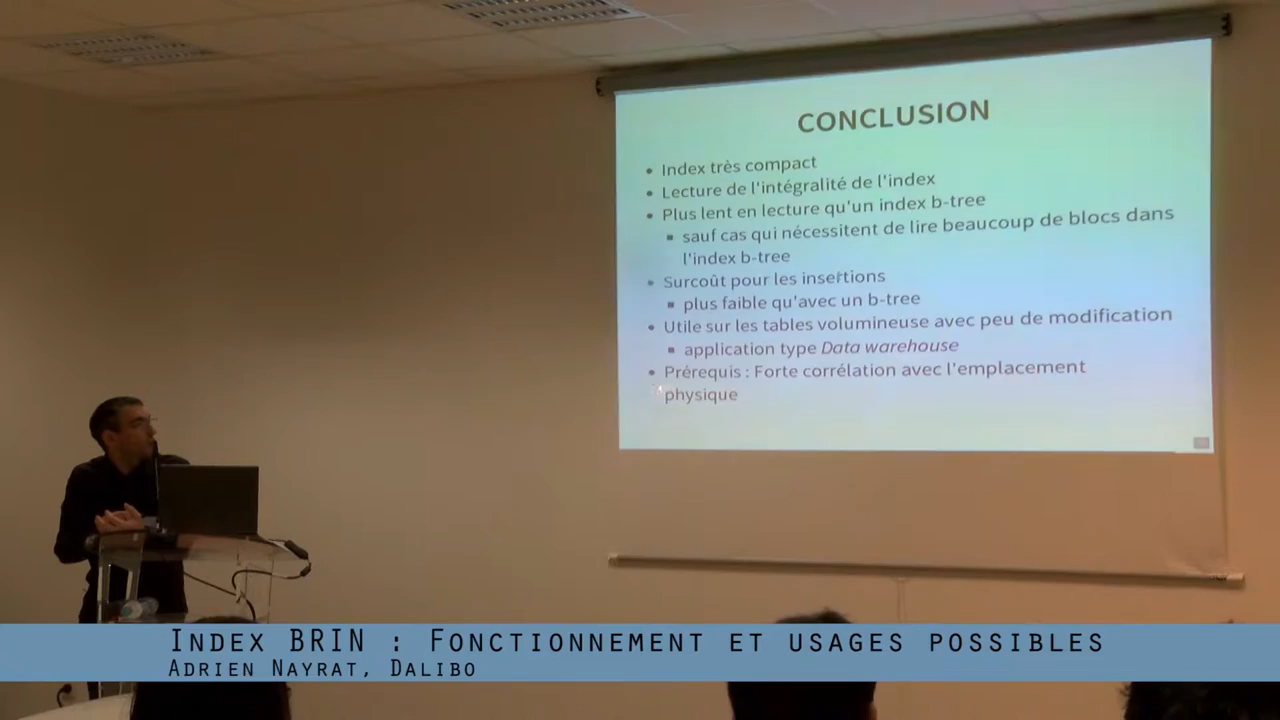 CONCLUSION
• Index très compact
• Lecture de l'intégralité de l'index
• Plus lent en lecture qu'un index b-tree
▪ sauf cas qui nécessitent de lire beaucoup de blocs dans
l'index b-tree
• Surcoût pour les insertions
▪ plus faible qu'avec un b-tree
• Utile sur les tables volumineuse avec peu de modification
▪ application type Data warehouse
• Prérequis : Forte corrélation avec l'emplacement
physique
Index BRIN : Fonctionnement et usages possibles
Adrien Nayrat, Dalibo